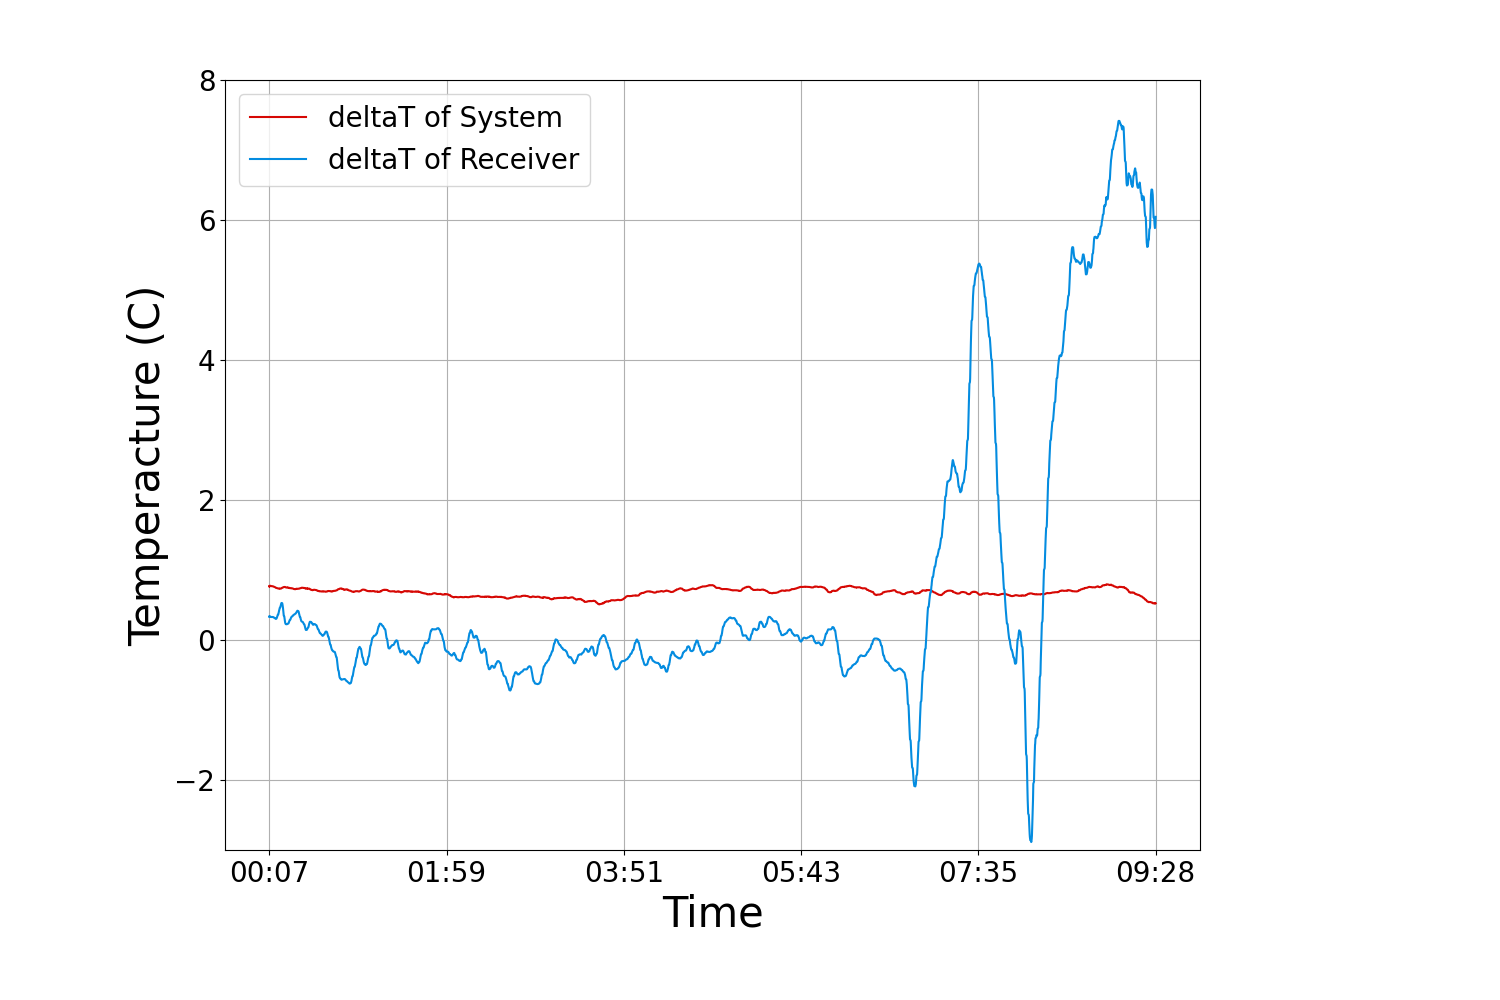 8
deltaT of System
deltaT of Receiver
6
4
2
0
−2
Temperacture (C)
00:07 01:59 03:51 05:43 07:35 09:28
Time